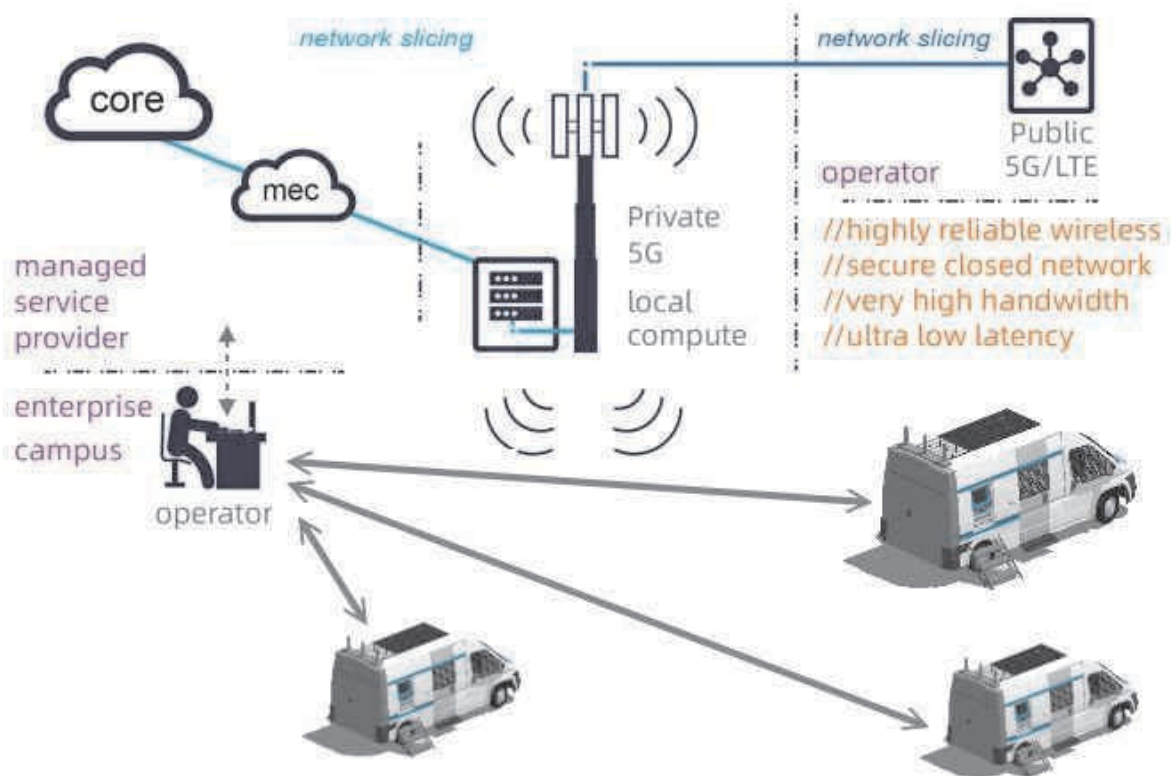 network slicing
network slicing
core
mec
Public
5G/LTE
operator
Private
5G
local
compute
//highly reliable wireless
//secure closed network
//very high handwidth
//ultra low latency
managed
service
provider
enterprise
campus
operator